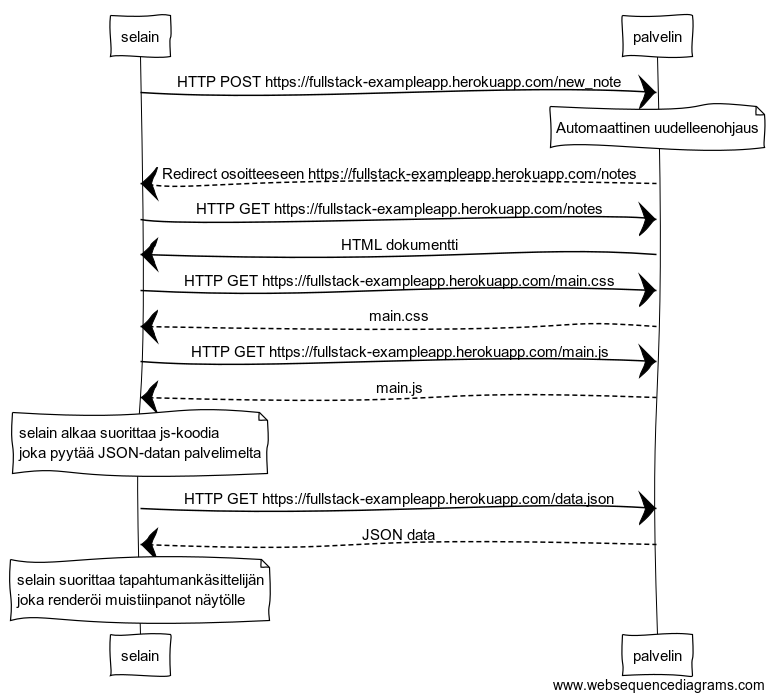 selain
palvelin
HTTP POST https://fullstack-exampleapp.herokuapp.com/new_note
Automaattinen uudelleenohjaus
Redirect osoitteeseen https://fullstack-exampleapp.herokuapp.com/notes
HTTP GET https://fullstack-exampleapp.herokuapp.com/notes
HTML dokumentti
HTTP GET https://fullstack-exampleapp.herokuapp.com/main.css
main.css
HTTP GET https://fullstack-exampleapp.herokuapp.com/main.js
main.js
selain alkaa suorittaa js-koodia
joka pyytää JSON-datan palvelimelta
HTTP GET https://fullstack-exampleapp.herokuapp.com/data.json
JSON data
selain suorittaa tapahtumankäsittelijän
joka renderöi muistiinpanot näytölle
selain
palvelin
www.websequencediagrams.com